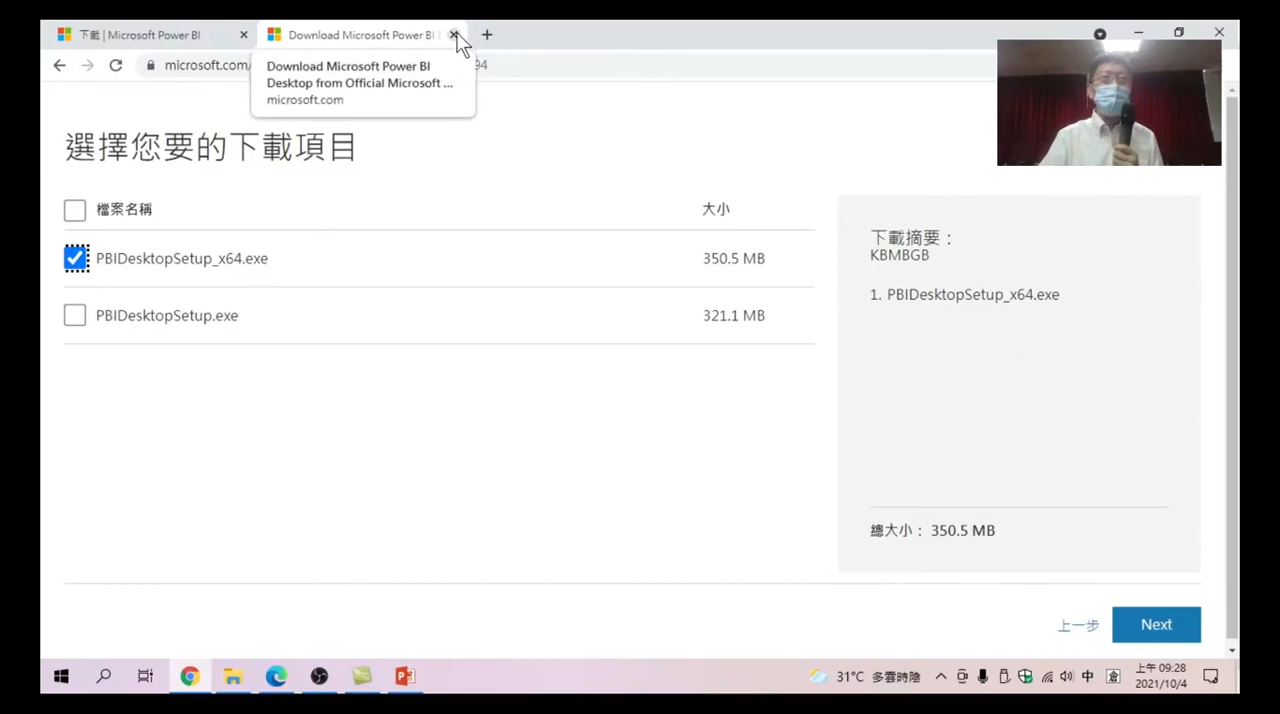 下載 | Microsoft Power BI
Download Microsoft Power BI
microsoft.com/
94
Download Microsoft Power BI
Desktop from Official Microsoft ...
microsoft.com
選擇您要的下載項目
檔案名稱
大小
PBIDesktopSetup_x64.exe
350.5 MB
PBIDesktopSetup.exe
321.1 MB
下載摘要：
KBMBGB
1. PBIDesktopSetup_x64.exe
總大小： 350.5 MB
上一步
Next
31°C 多雲時陰
中
倉
上午 09:28
2021/10/4